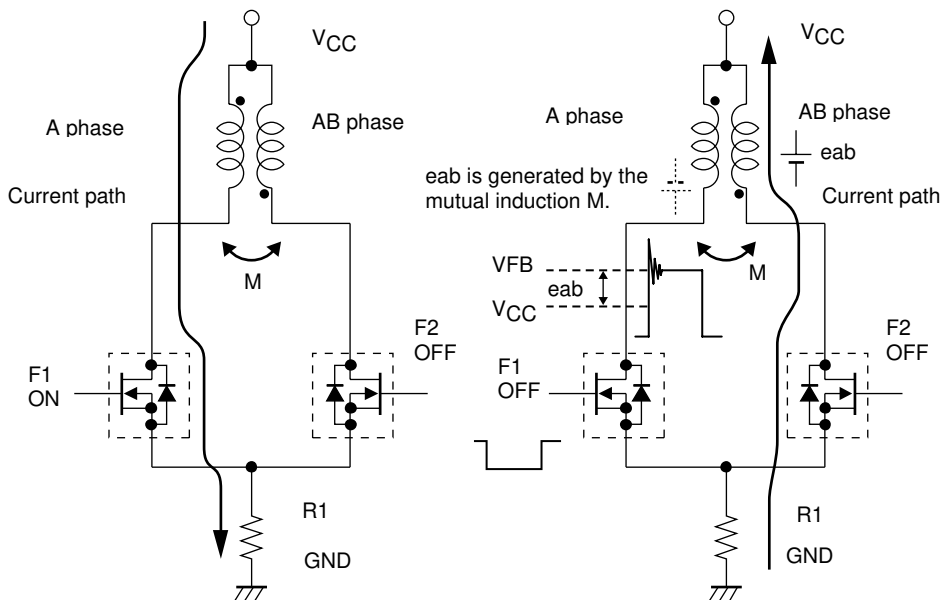 VCC
A phase
AB phase
Current path
M
F1
ON
F2
OFF
R1
GND
VCC
A phase
AB phase
eab
eab is generated by the
mutual induction M.
Current path
M
VFB
eab
VCC
F1
OFF
F2
OFF
R1
GND